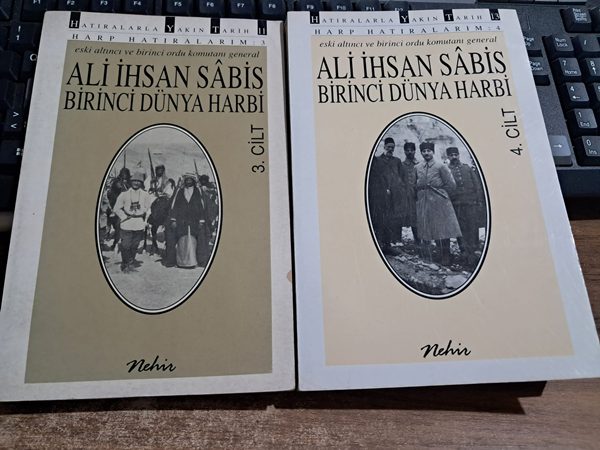 HATIRALARLA YAKIN TARİH 11
HARP HATIRALARIM : 3
eski altıncı ve birinci ordu komutanı general
ALİ İHSAN SÂBİS
BİRİNCİ DÜNYA HARBİ
3. CİLT
Nehir
HATIRALARLA YAKIN TARİH 13
HARP HATIRALARIM : 4
eski altıncı ve birinci ordu komutanı general
ALİ İHSAN SÂBİS
BİRİNCİ DÜNYA HARBİ
4. CİLT
Nehir